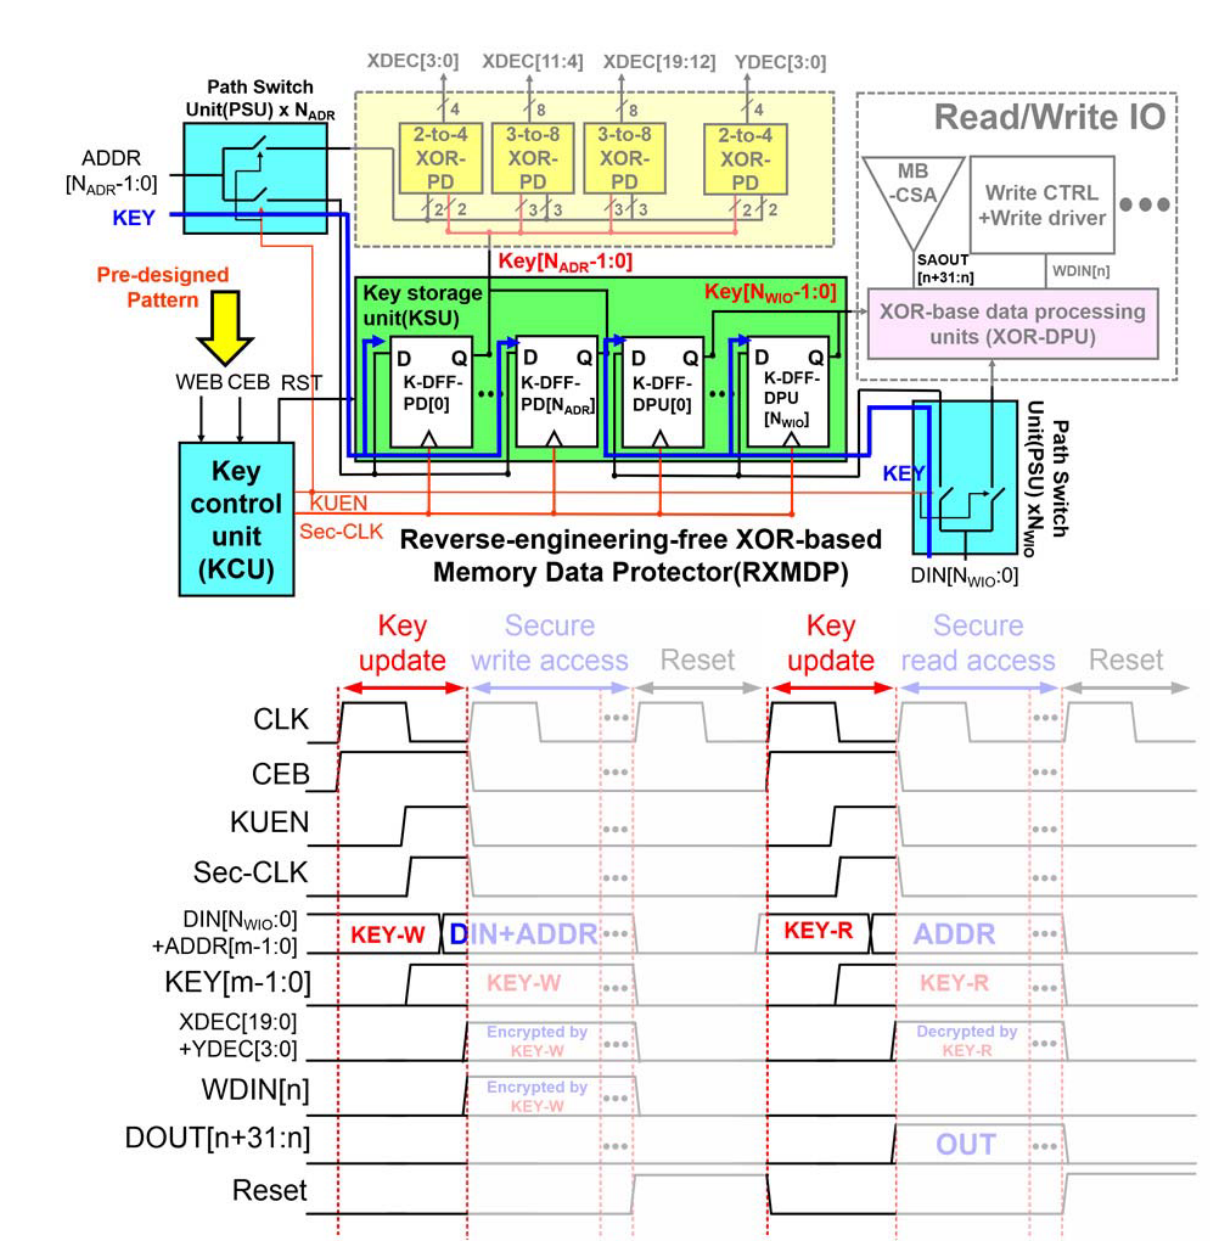 XDEC[3:0] XDEC[11:4] XDEC[19:12] YDEC[3:0]
Path Switch
Unit(PSU) x NADR
4 8 8 4
Read/Write IO
ADDR
[NADR-1:0]
KEY
2-to-4
XOR-
PD
3-to-8
XOR-
PD
3-to-8
XOR-
PD
2-to-4
XOR-
PD
2 2 3 3 3 3 2 2
MB
-CSA
Write CTRL
+Write driver
SAOUT
[n+31:n]
WDIN[n]
Pre-designed
Pattern
Key[NADR-1:0]
Key storage
unit(KSU)
Key[NWIO-1:0]
XOR-base data processing
units (XOR-DPU)
D Q
K-DFF-
PD[0]
D Q
K-DFF-
PD[NADR]
D Q
K-DFF-
DPU[0]
D Q
K-DFF-
DPU
[NWIO]
WEB CEB RST
Key
control
unit
(KCU)
KUEN
Sec-CLK
KEY
Path Switch
Unit(PSU) xNWIO
DIN[NWIO:0]
Reverse-engineering-free XOR-based
Memory Data Protector(RXMDP)
Key
update
Secure
write access
Reset
Key
update
Secure
read access
Reset
CLK
CEB
KUEN
Sec-CLK
DIN[NWIO:0]
+ADDR[m-1:0]
KEY-W DIN+ADDR KEY-R ADDR
KEY[m-1:0] KEY-W KEY-R
XDEC[19:0]
+YDEC[3:0]
Encrypted by
KEY-W
Decrypted by
KEY-R
WDIN[n]
Encrypted by
KEY-W
DOUT[n+31:n] OUT
Reset